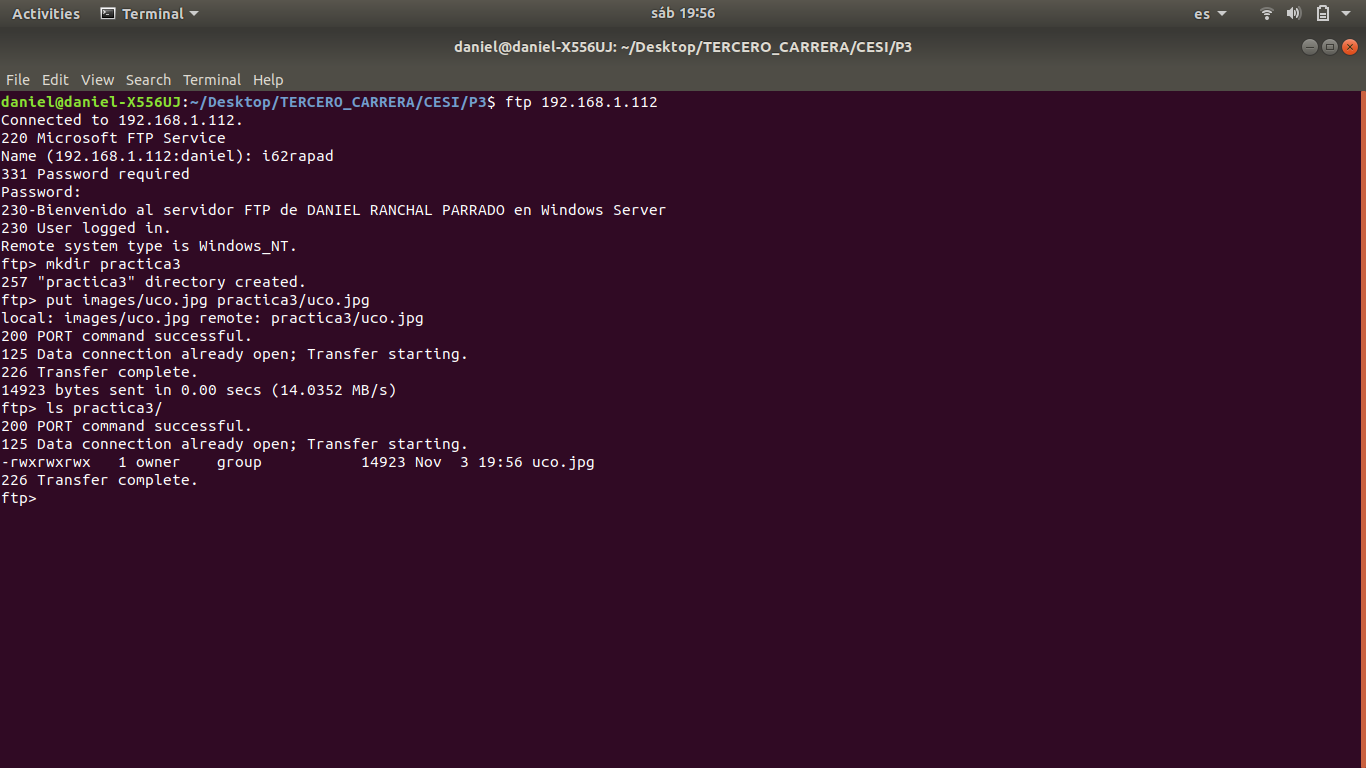 Activities Terminal sáb 19:56 es
daniel@daniel-X556UJ: ~/Desktop/TERCERO_CARRERA/CESI/P3
File Edit View Search Terminal Help
daniel@daniel-X556UJ:~/Desktop/TERCERO_CARRERA/CESI/P3$ ftp 192.168.1.112
Connected to 192.168.1.112.
220 Microsoft FTP Service
Name (192.168.1.112:daniel): i62rapad
331 Password required
Password:
230-Bienvenido al servidor FTP de DANIEL RANCHAL PARRADO en Windows Server
230 User logged in.
Remote system type is Windows_NT.
ftp> mkdir practica3
257 "practica3" directory created.
ftp> put images/uco.jpg practica3/uco.jpg
local: images/uco.jpg remote: practica3/uco.jpg
200 PORT command successful.
125 Data connection already open; Transfer starting.
226 Transfer complete.
14923 bytes sent in 0.00 secs (14.0352 MB/s)
ftp> ls practica3/
200 PORT command successful.
125 Data connection already open; Transfer starting.
-rwxrwxrwx   1 owner    group           14923 Nov  3 19:56 uco.jpg
226 Transfer complete.
ftp>